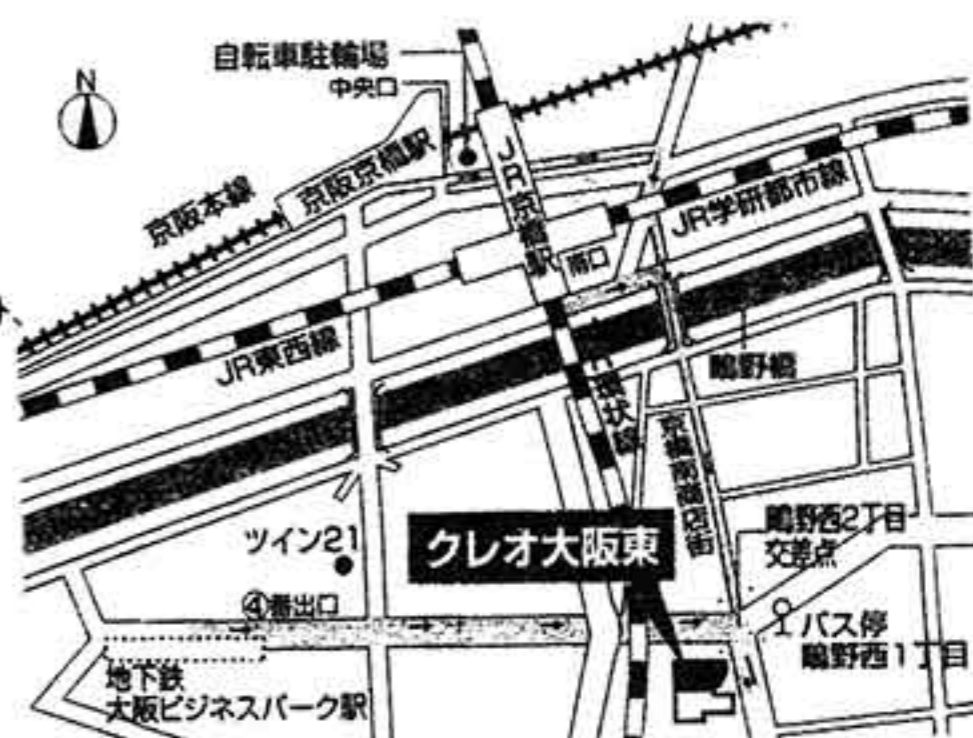 自転車駐輪場
中央口
N
京阪本線
京阪京橋駅
JR京橋駅
南口
JR学研都市線
JR東西線
鴫野橋
JR環状線
京橋南商店街
ツイン21
クレオ大阪東
鴫野西2丁目
交差点
④番出口
バス停
鴫野西1丁目
地下鉄
大阪ビジネスパーク駅